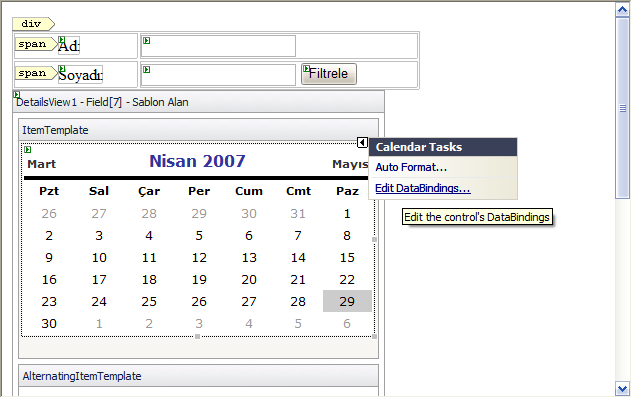 div
span Adı
span Soyadı Filtrele
DetailsView1 - Field[7] - Sablon Alan
ItemTemplate
Mart Nisan 2007 Mayıs
Pzt Sal Çar Per Cum Cmt Paz
26 27 28 29 30 31 1
2 3 4 5 6 7 8
9 10 11 12 13 14 15
16 17 18 19 20 21 22
23 24 25 26 27 28 29
30 1 2 3 4 5 6
AlternatingItemTemplate
Calendar Tasks
Auto Format...
Edit DataBindings...
Edit the control's DataBindings